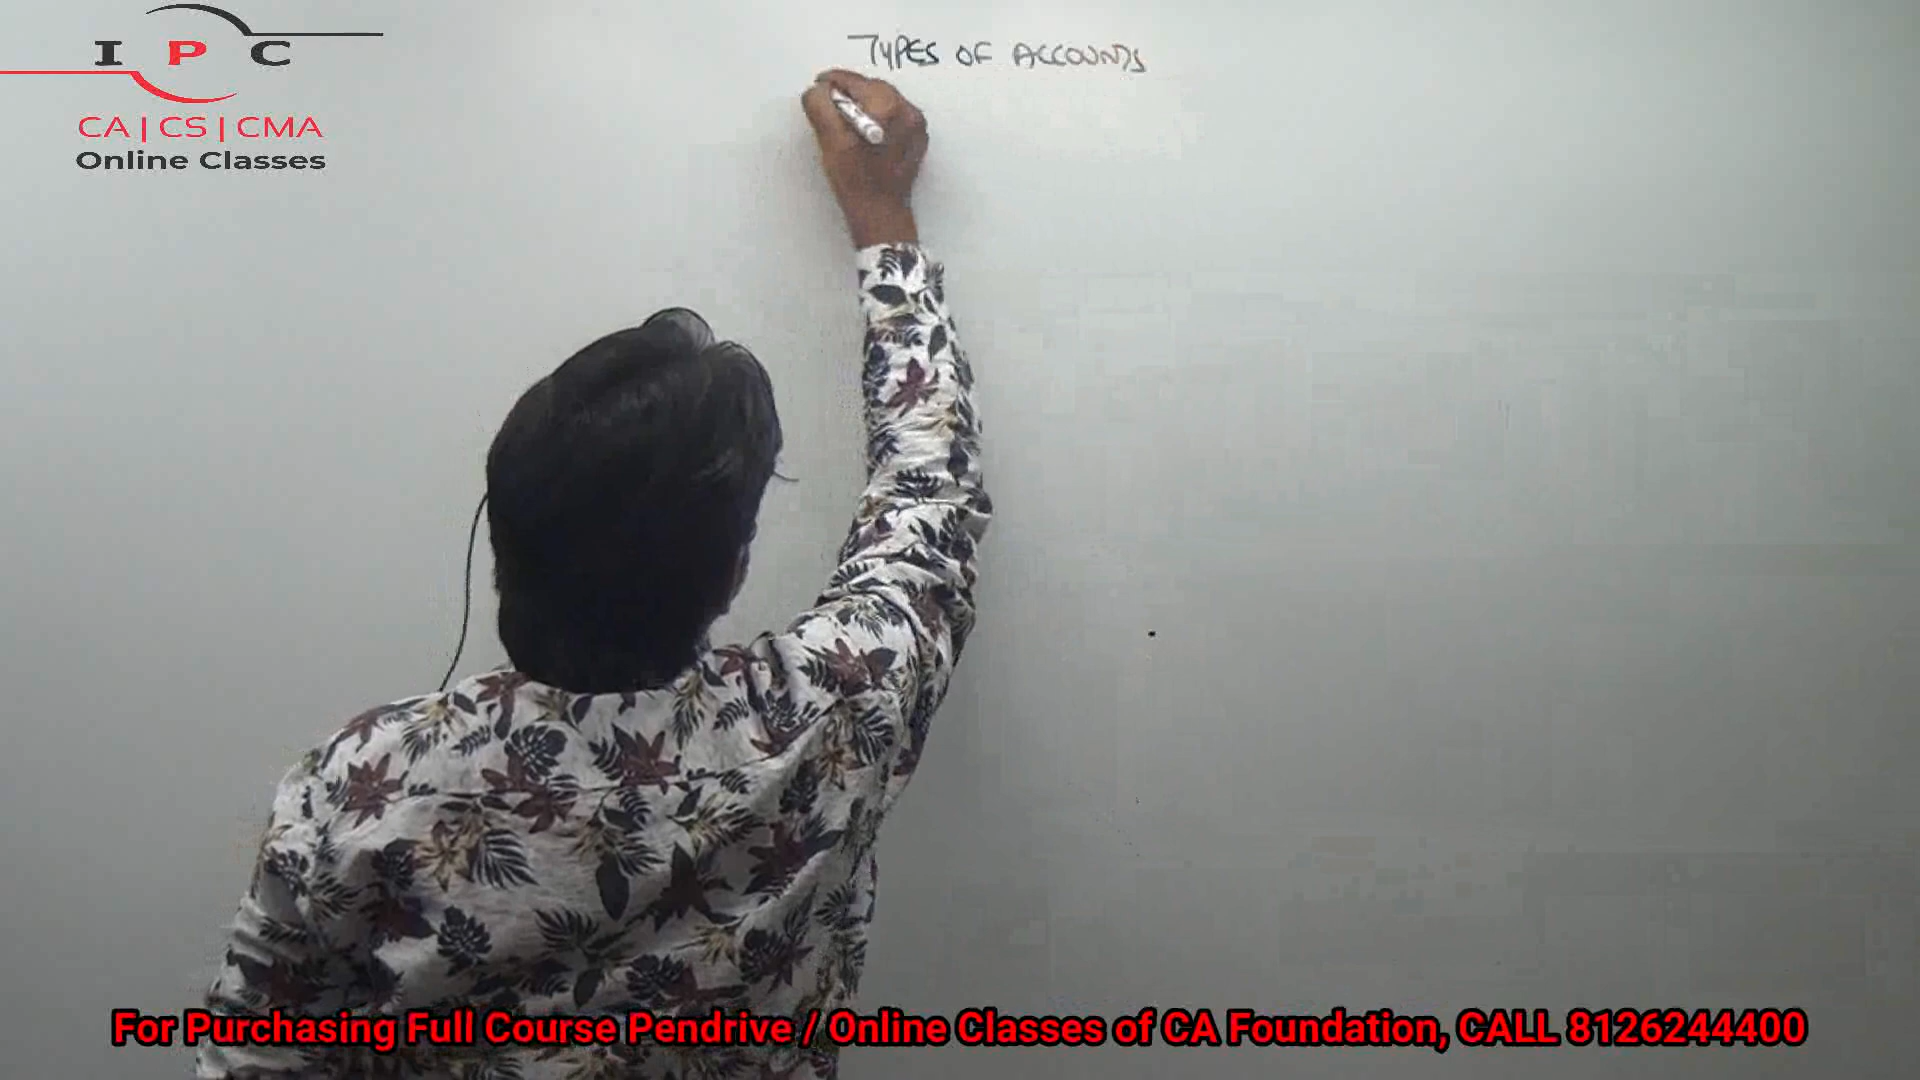 I P C
CA | CS | CMA
Online Classes
TYPES OF ACCOUNTS
For Purchasing Full Course Pendrive / Online Classes of CA Foundation, CALL 8126244400